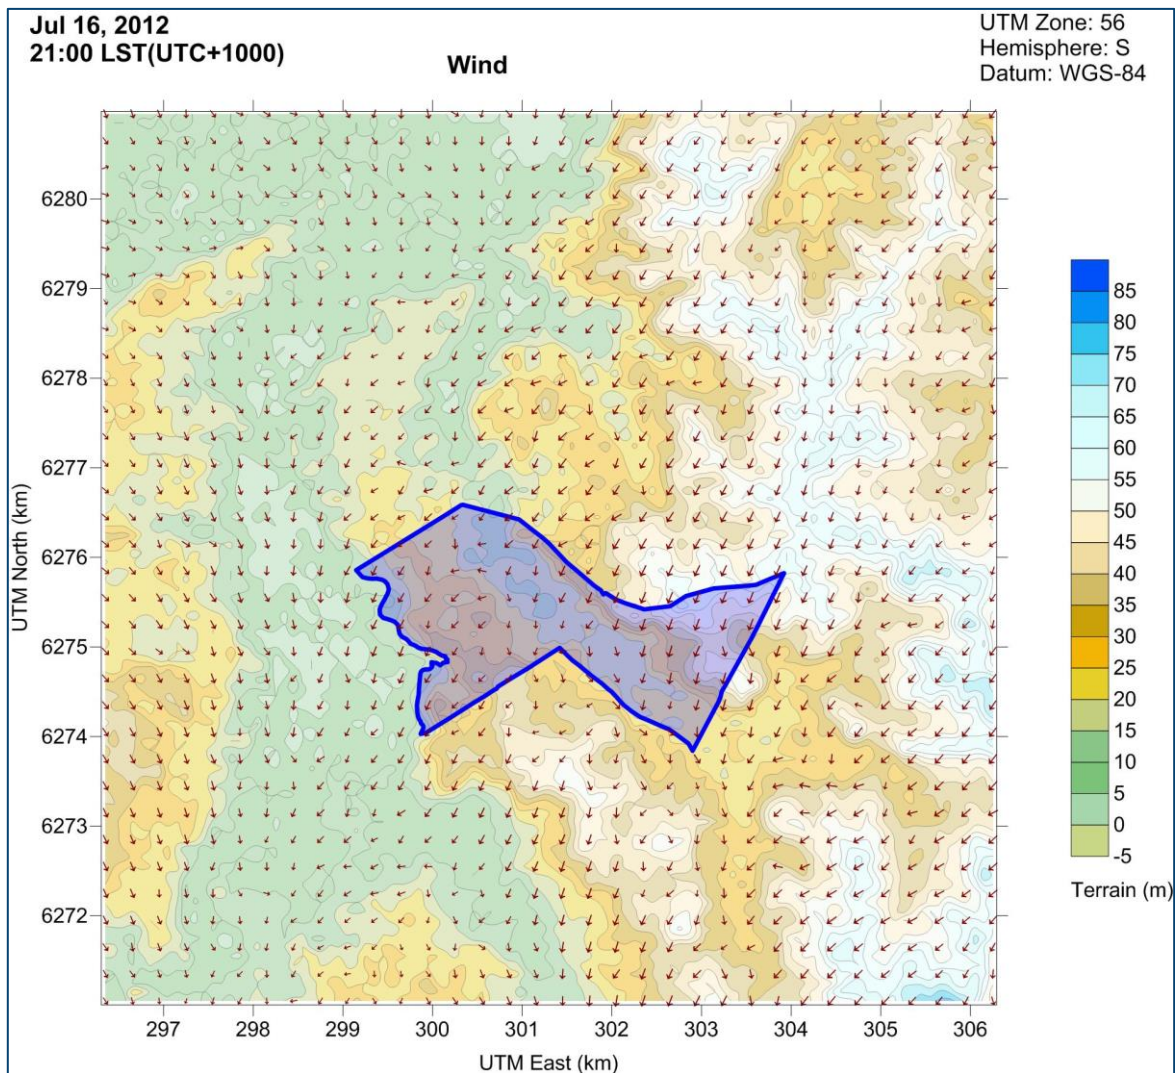 Jul 16, 2012
21:00 LST(UTC+1000)
Wind
UTM Zone: 56
Hemisphere: S
Datum: WGS-84
6280
6279
6278
6277
6276
6275
6274
6273
6272
UTM North (km)
297 298 299 300 301 302 303 304 305 306
UTM East (km)
85
80
75
70
65
60
55
50
45
40
35
30
25
20
15
10
5
0
-5
Terrain (m)